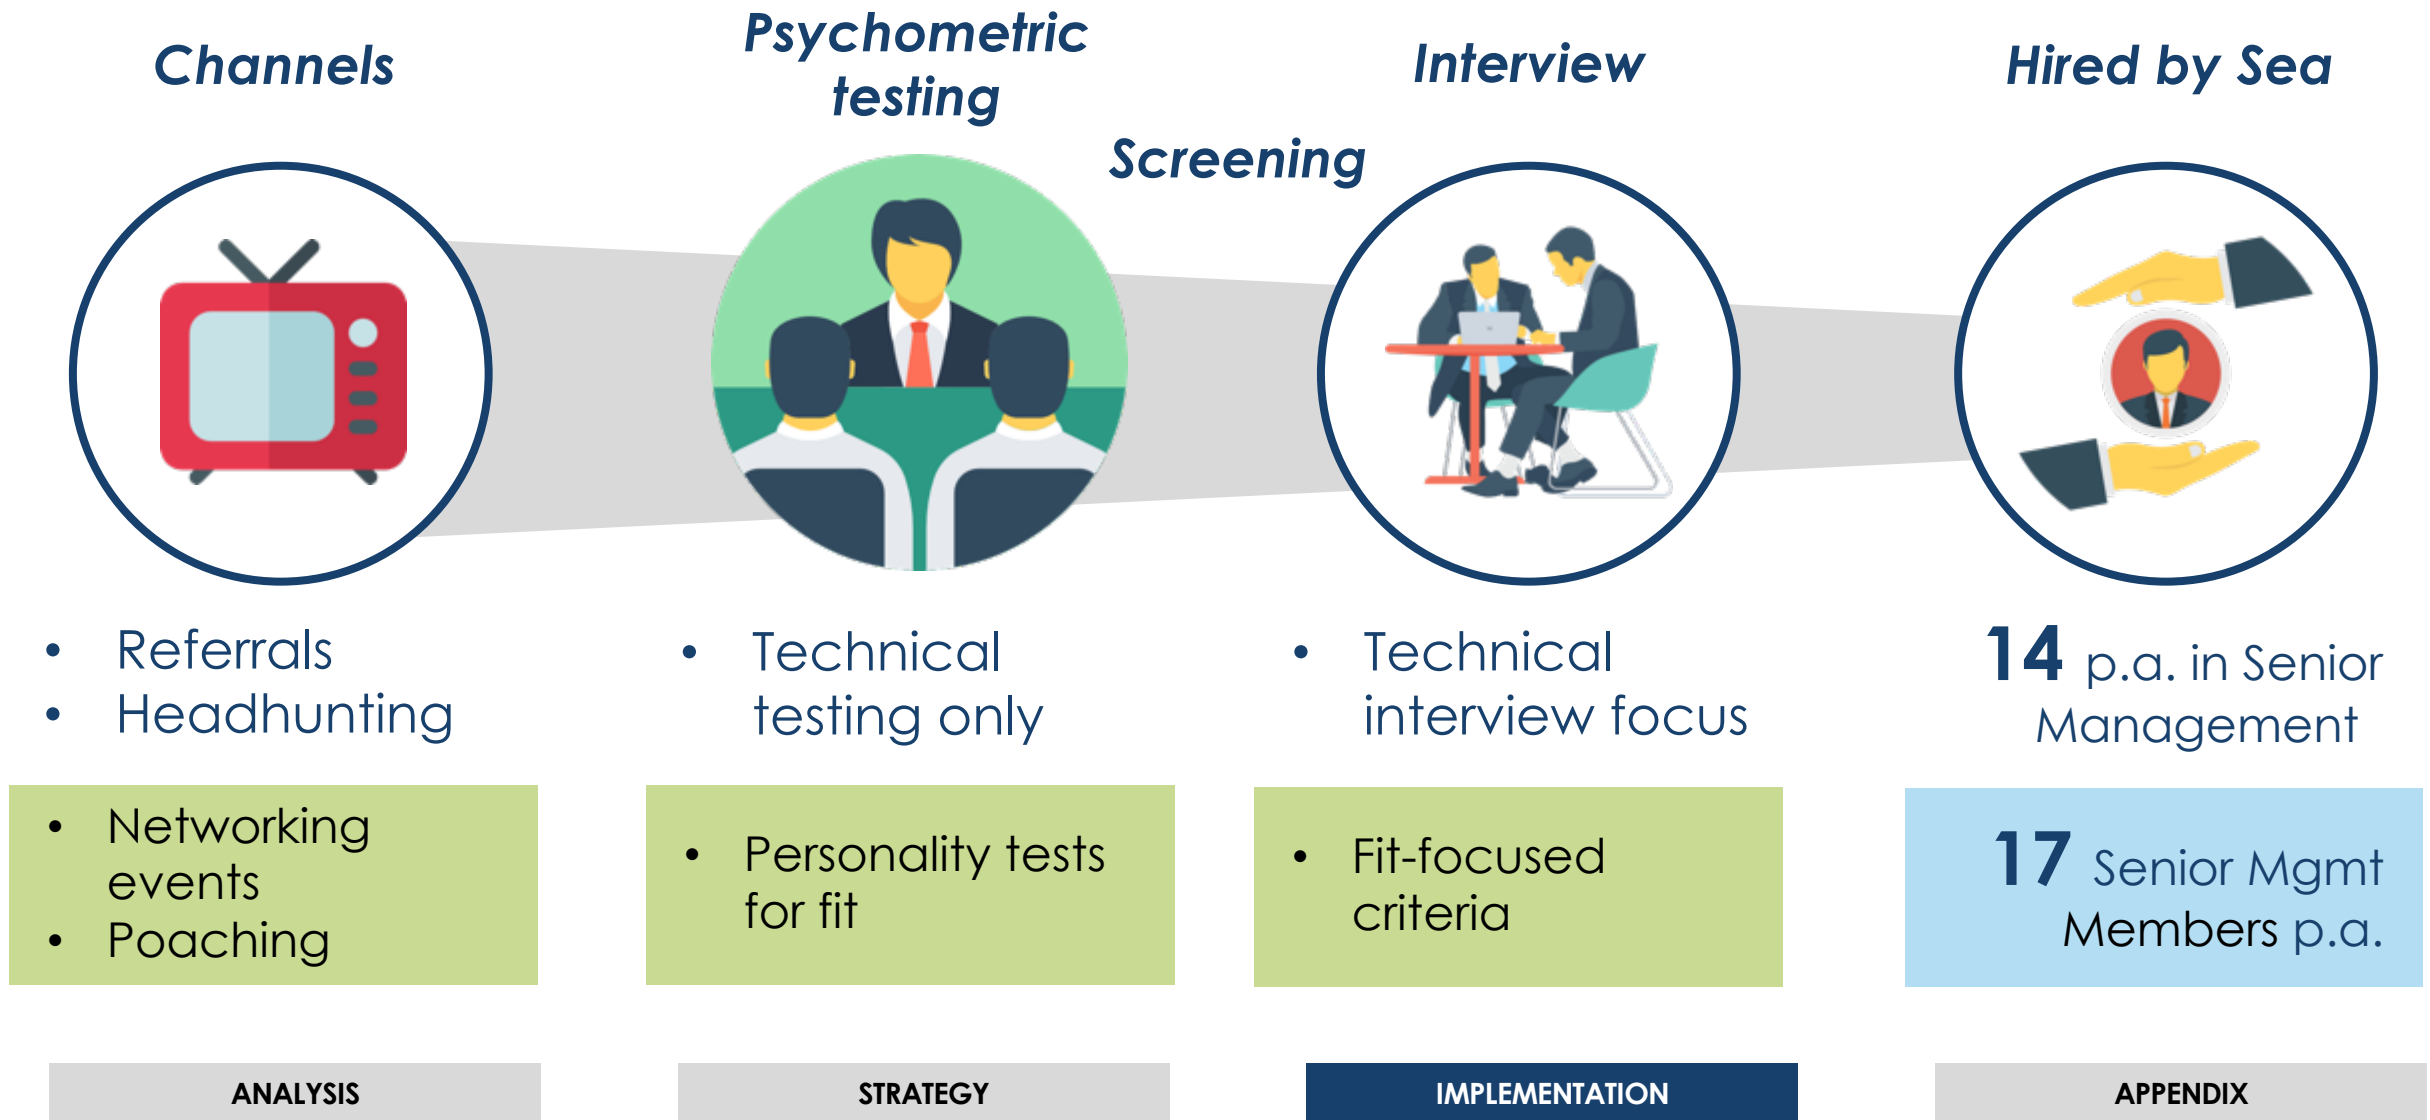 Channels
Psychometric
testing
Screening
Interview
Hired by Sea
• Referrals
• Headhunting
• Technical
testing only
• Technical
interview focus
14 p.a. in Senior
Management
• Networking
events
• Poaching
• Personality tests
for fit
• Fit-focused
criteria
17 Senior Mgmt
Members p.a.
ANALYSIS
STRATEGY
IMPLEMENTATION
APPENDIX